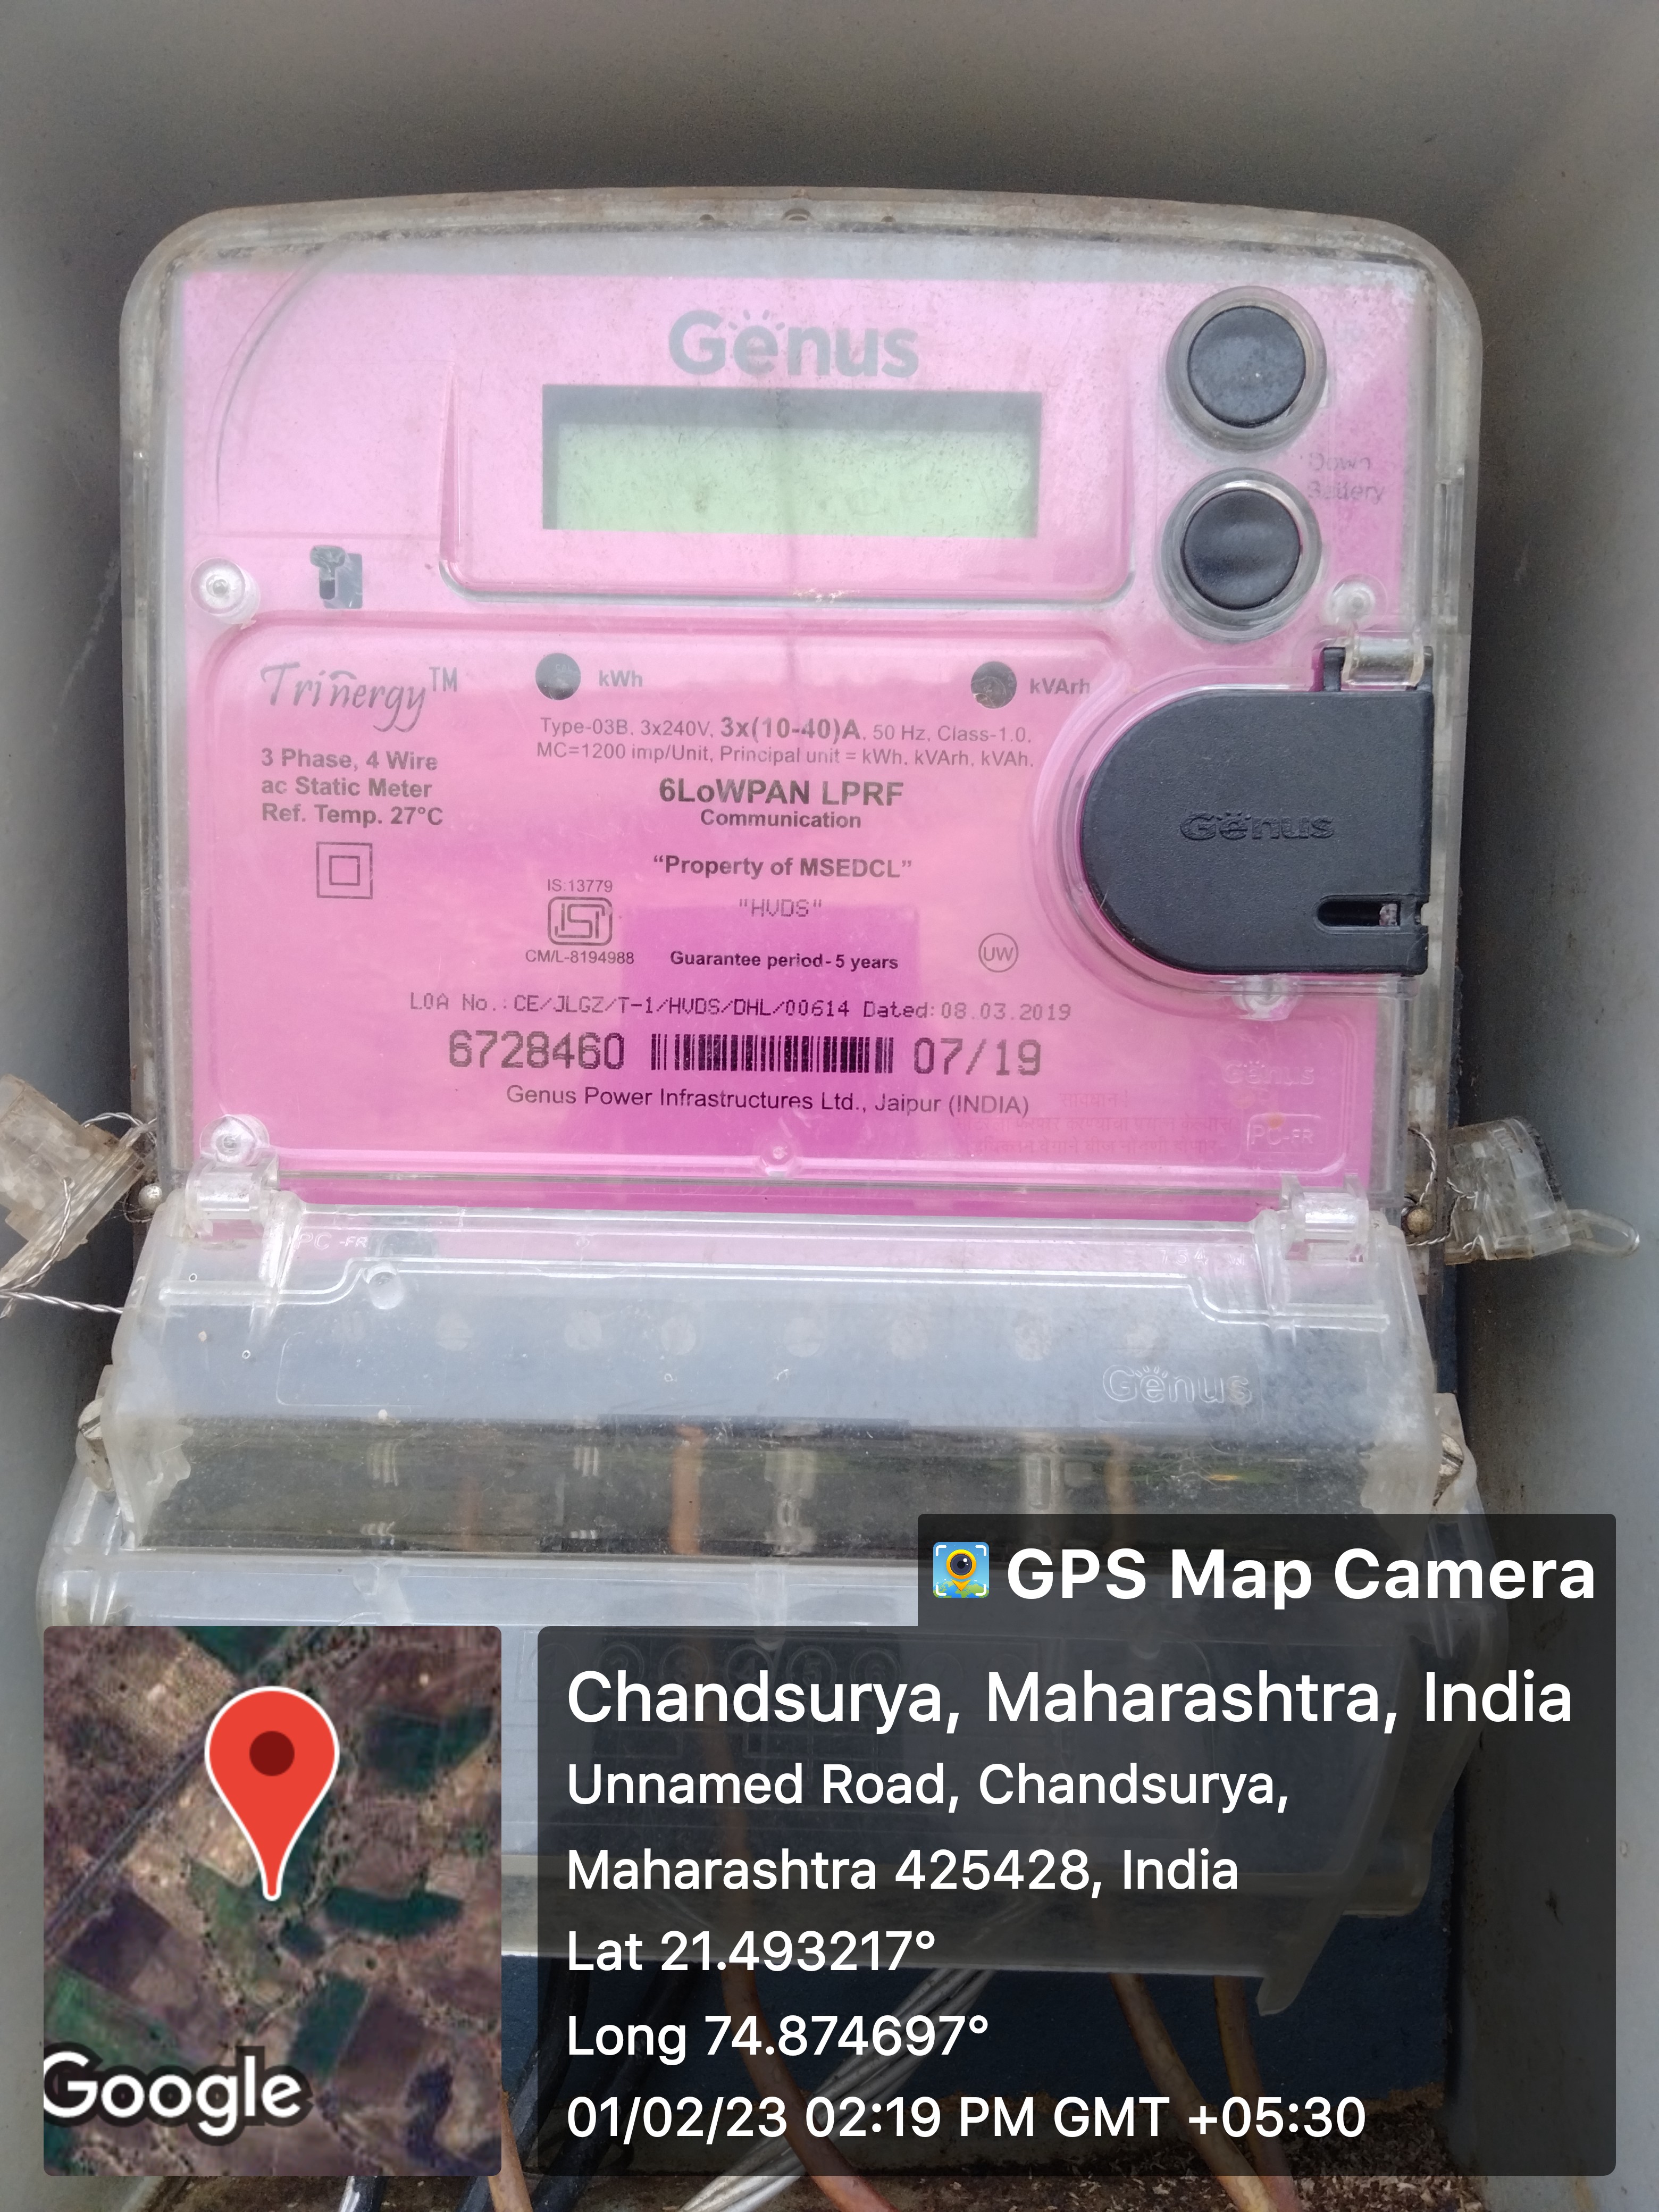 Genus
Down
Battery
Trinergy™
kWh
kVArh
Type-03B, 3x240V, 3x(10-40)A, 50 Hz, Class-1.0,
MC=1200 imp/Unit, Principal unit = kWh, kVArh, kVAh.
3 Phase, 4 Wire
ac Static Meter
Ref. Temp. 27°C
6LoWPAN LPRF
Communication
Genus
“Property of MSEDCL”
IS:13779
"HVDS"
ISI
CM/L-8194988
Guarantee period-5 years
UW
LOA No.:CE/JLGZ/T-1/HVDS/DHL/00614 Dated:08.03.2019
6728460
07/19
Genus Power Infrastructures Ltd., Jaipur (INDIA)
Genus
सावधान!
PC-FR
PC-FR
Genus
GPS Map Camera
Chandsurya, Maharashtra, India
Unnamed Road, Chandsurya,
Maharashtra 425428, India
Lat 21.493217°
Long 74.874697°
01/02/23 02:19 PM GMT +05:30
Google